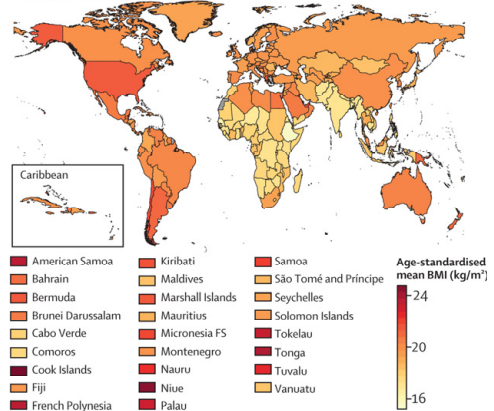 Caribbean
American Samoa
Bahrain
Bermuda
Brunei Darussalam
Cabo Verde
Comoros
Cook Islands
Fiji
French Polynesia
Kiribati
Maldives
Marshall Islands
Mauritius
Micronesia FS
Montenegro
Nauru
Niue
Palau
Samoa
São Tomé and Príncipe
Seychelles
Solomon Islands
Tokelau
Tonga
Tuvalu
Vanuatu
Age-standardised
mean BMI (kg/m²)
24
20
16